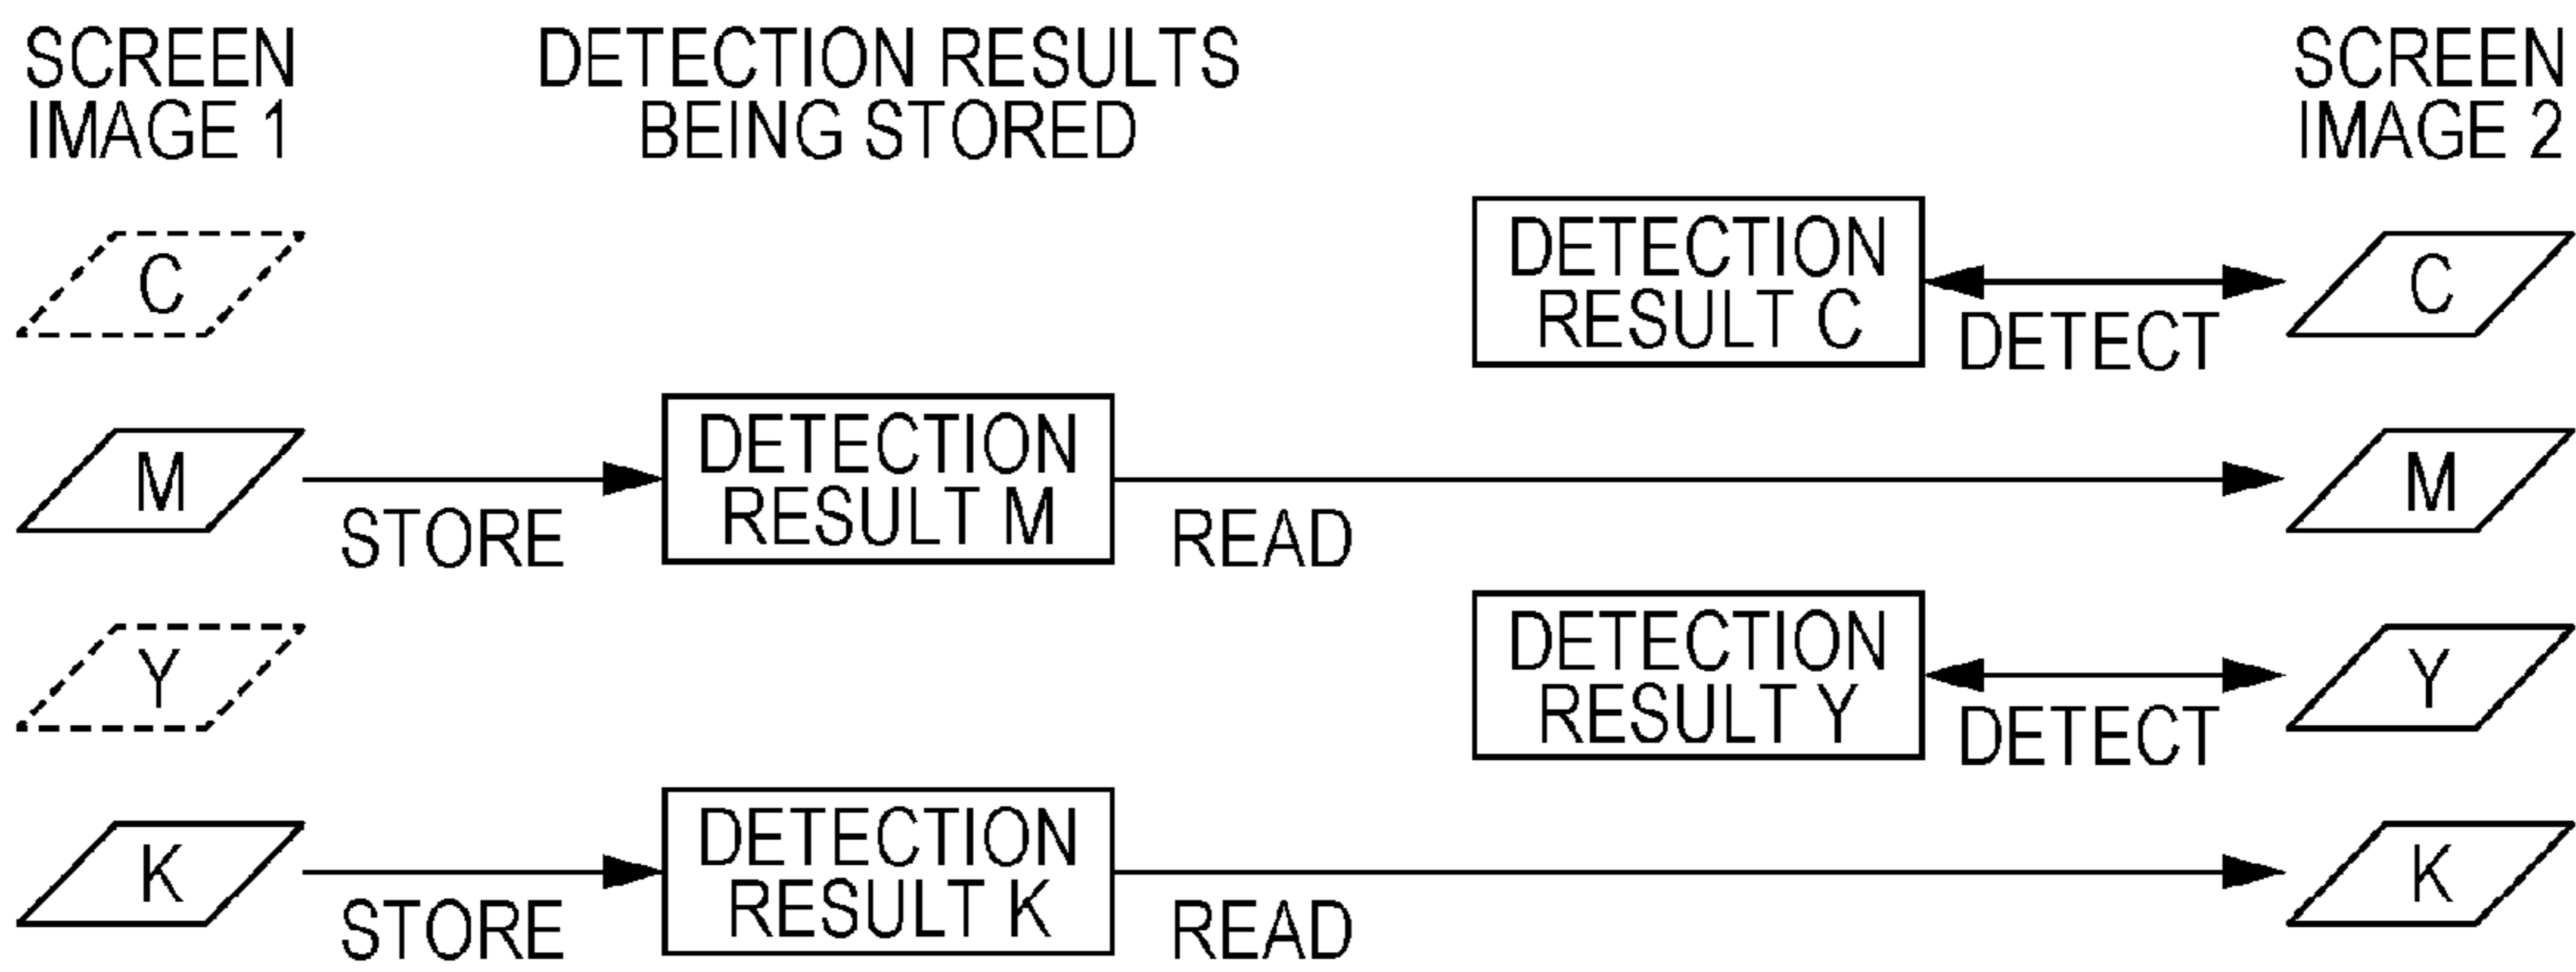 SCREEN
IMAGE 1
DETECTION RESULTS
BEING STORED
SCREEN
IMAGE 2
C
DETECTION
RESULT C
DETECT
C
M
STORE
DETECTION
RESULT M
READ
M
Y
DETECTION
RESULT Y
DETECT
Y
K
STORE
DETECTION
RESULT K
READ
K